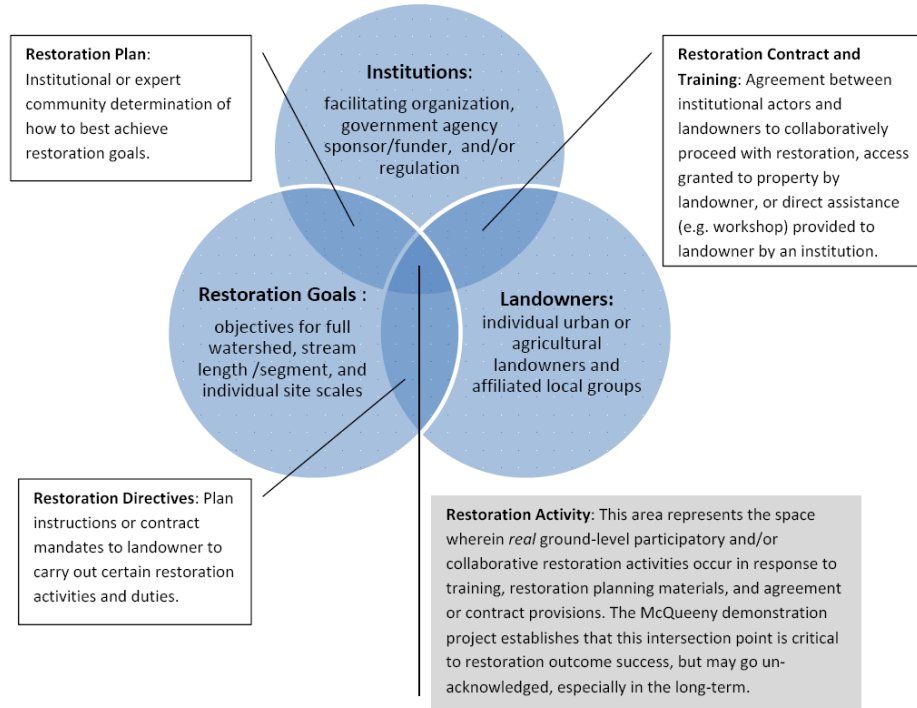 Restoration Plan:
Institutional or expert
community determination of
how to best achieve
restoration goals.
Institutions:
facilitating organization,
government agency
sponsor/funder, and/or
regulation
Restoration Contract and
Training: Agreement between
institutional actors and
landowners to collaboratively
proceed with restoration, access
granted to property by
landowner, or direct assistance
(e.g. workshop) provided to
landowner by an institution.
Restoration Goals :
objectives for full
watershed, stream
length /segment, and
individual site scales
Landowners:
individual urban or
agricultural
landowners and
affiliated local groups
Restoration Directives: Plan
instructions or contract
mandates to landowner to
carry out certain restoration
activities and duties.
Restoration Activity: This area represents the space
wherein real ground-level participatory and/or
collaborative restoration activities occur in response to
training, restoration planning materials, and agreement
or contract provisions. The McQueeny demonstration
project establishes that this intersection point is critical
to restoration outcome success, but may go un-
acknowledged, especially in the long-term.